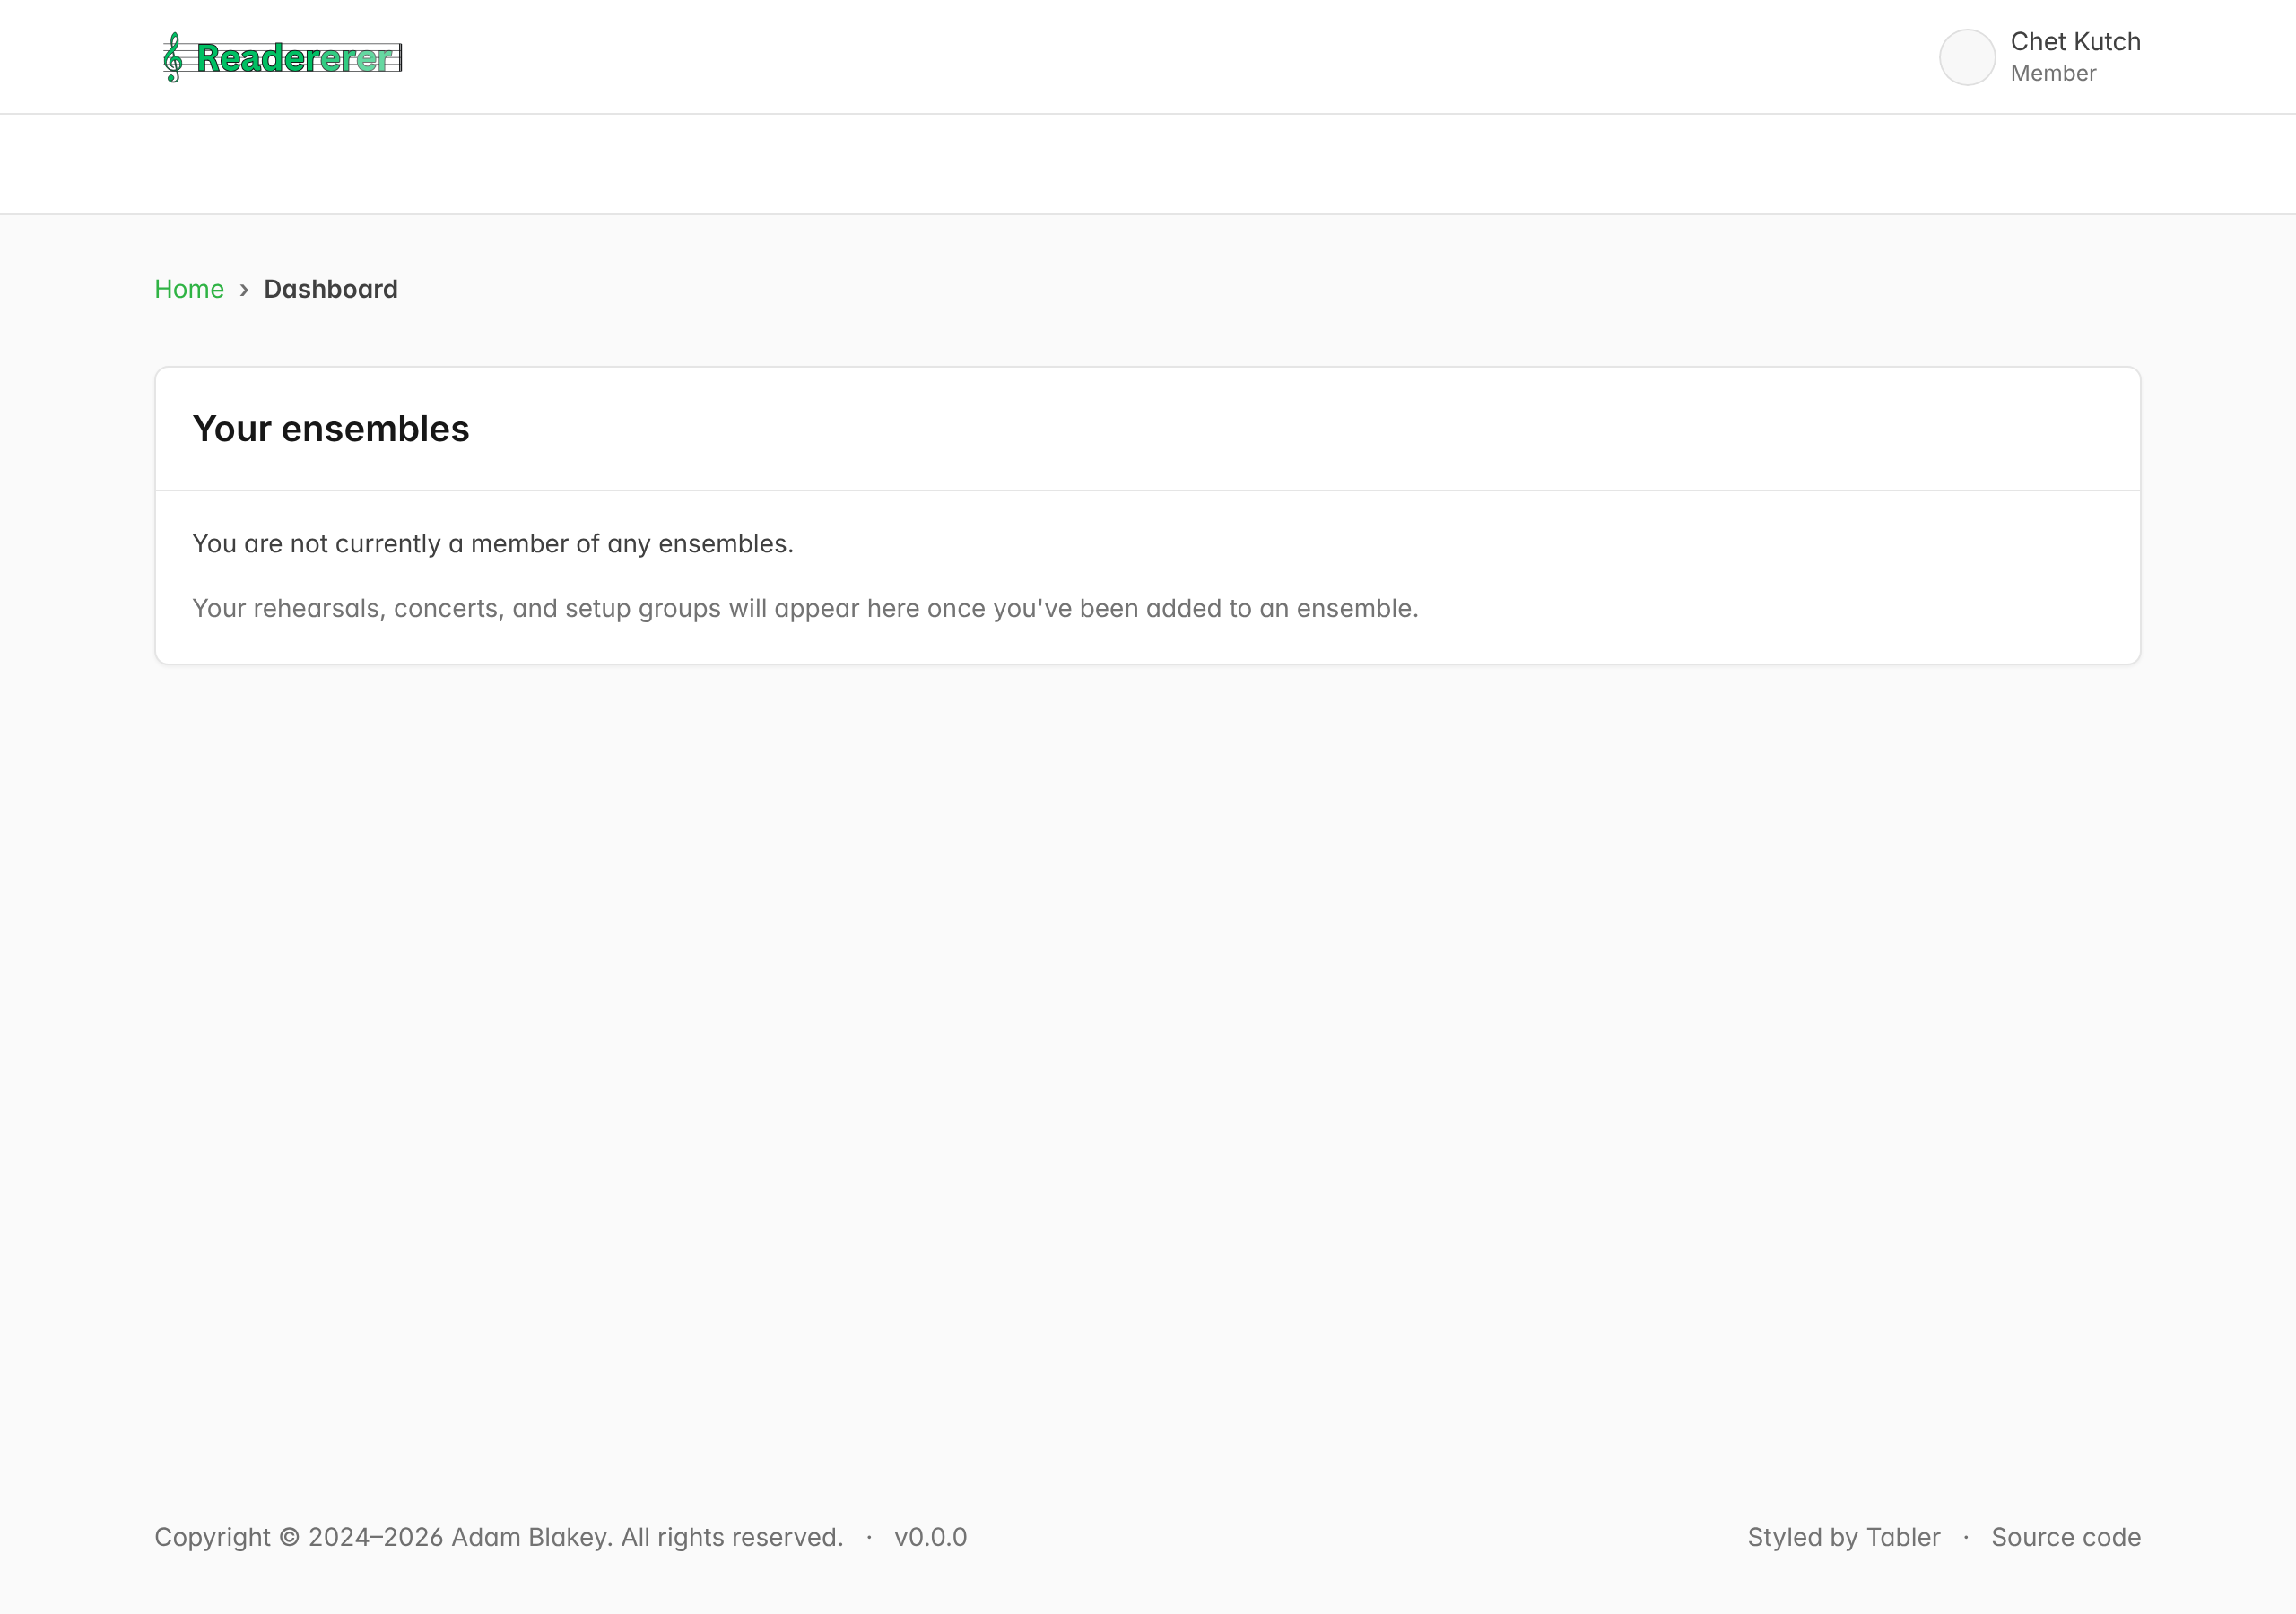 Readererer
Chet Kutch
Member
Home › Dashboard
Your ensembles
You are not currently a member of any ensembles.
Your rehearsals, concerts, and setup groups will appear here once you've been added to an ensemble.
Copyright © 2024–2026 Adam Blakey. All rights reserved. · v0.0.0
Styled by Tabler · Source code